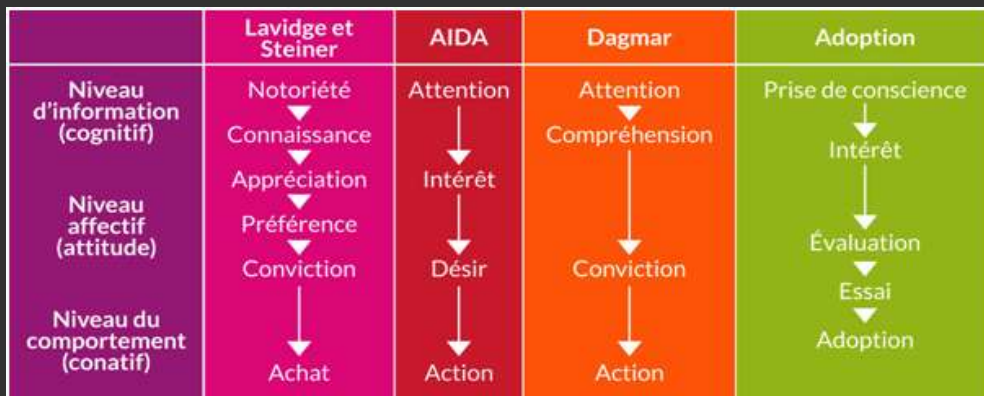 Lavidge et
Steiner
AIDA
Dagmar
Adoption
Niveau
d'information
(cognitif)
Niveau
affectif
(attitude)
Niveau du
comportement
(conatif)
Notoriété
Connaissance
Appréciation
Préférence
Conviction
Achat
Attention
Intérêt
Désir
Action
Attention
Compréhension
Conviction
Action
Prise de conscience
Intérêt
Évaluation
Essai
Adoption